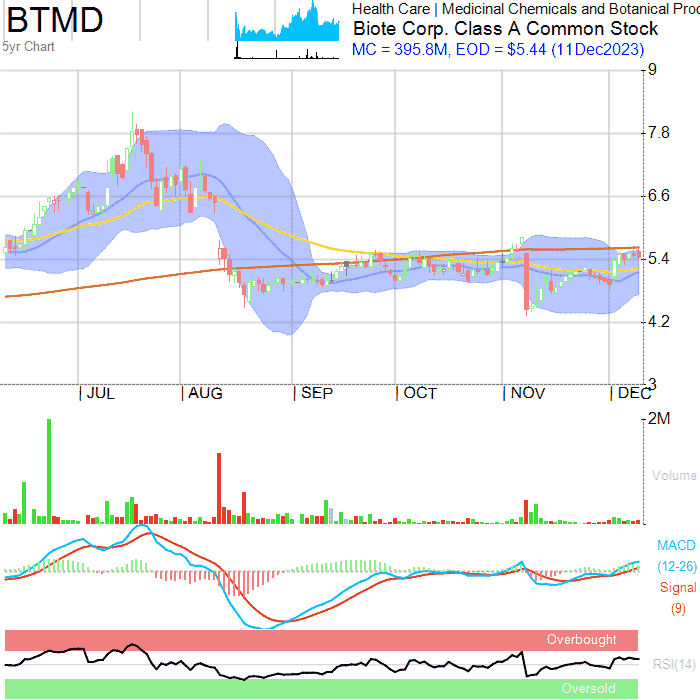 BTMD
5yr Chart
Health Care | Medicinal Chemicals and Botanical Proc
Biote Corp. Class A Common Stock
MC = 395.8M, EOD = $5.44 (11Dec2023)
9
7.8
6.6
5.4
4.2
3
JUL
AUG
SEP
OCT
NOV
DEC
2M
Volume
MACD
(12-26)
Signal
(9)
Overbought
RSI(14)
Oversold